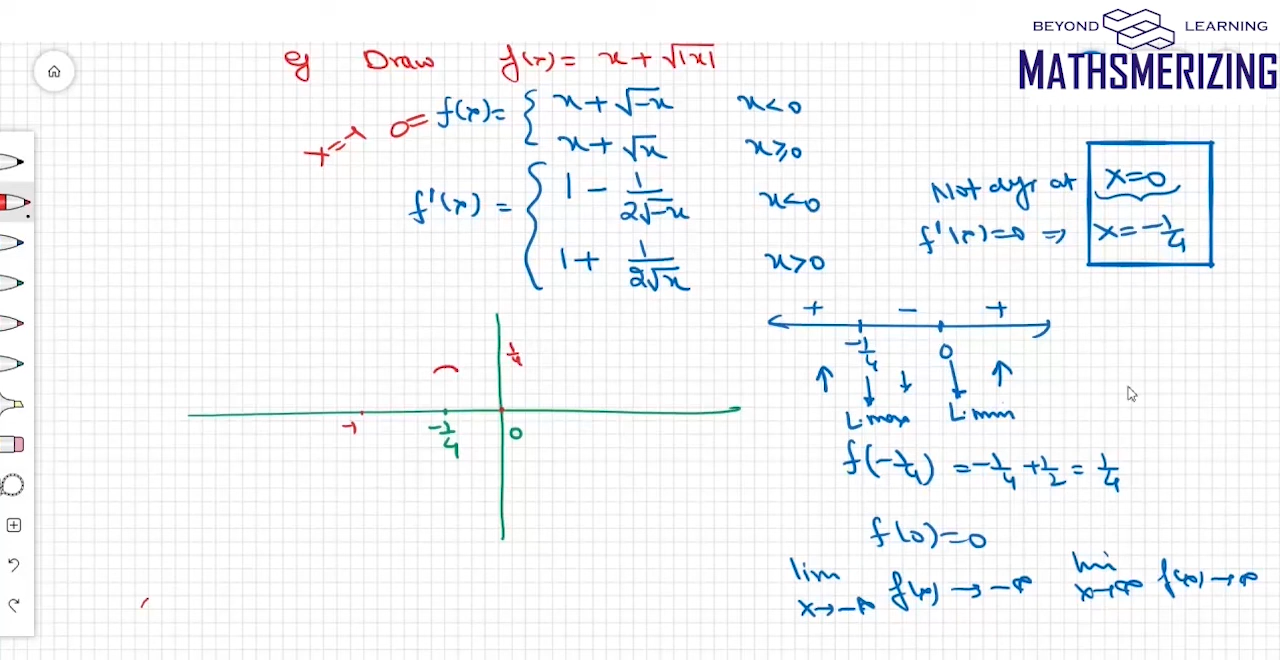 BEYOND LEARNING
MATHSMERIZING
eg Draw f(x) = x + √|x|
x=-1 0= f(x) = { x + √-x x<0
x + √x x≥0
f'(x) = { 1 - 1/2√-x x<0
1 + 1/2√x x>0
Not dyf at x=0
f'(x)=0 ⇒ x=-1/4
+ - +
-1/4 0
↑ ↓ ↓ ↓ ↑
L.max L.min
f(-1/4) = -1/4 + 1/2 = 1/4
f(0)=0
lim x→-∞ f(x) → -∞ lim x→∞ f(x) → ∞
1/4
-1 -1/4 0